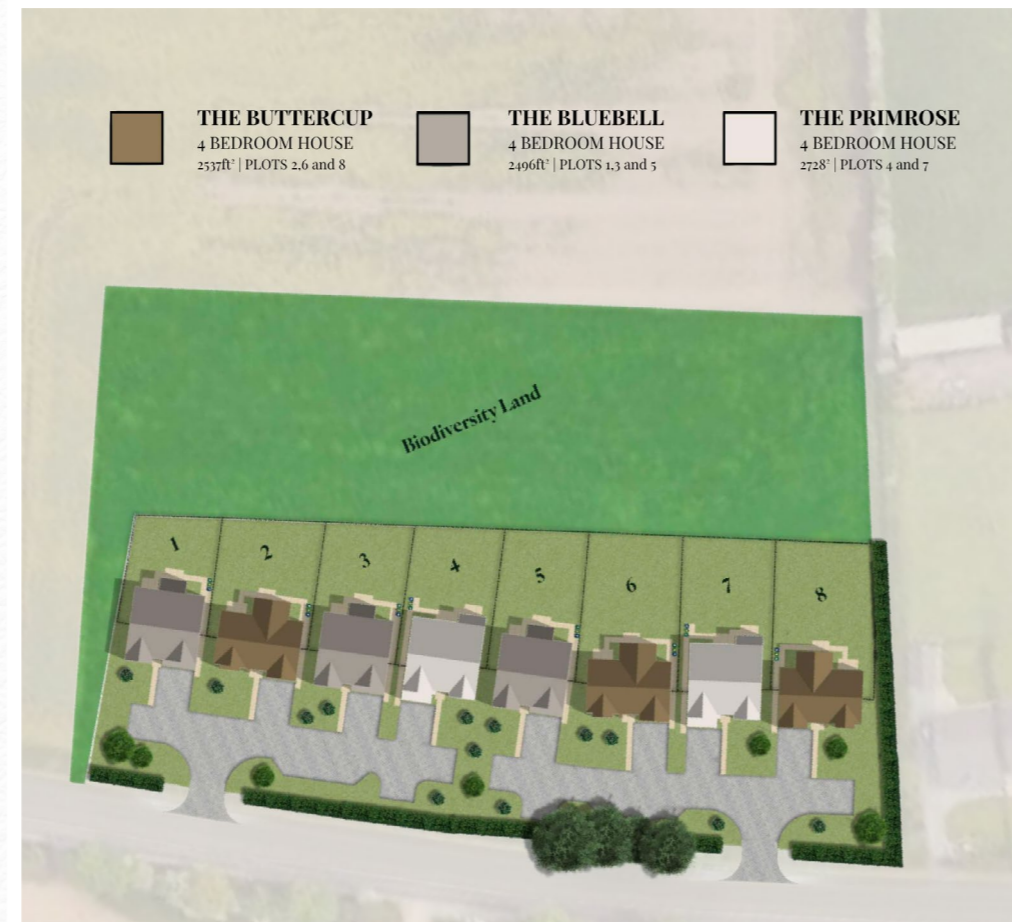 THE BUTTERCUP
4 BEDROOM HOUSE
2537ft² | PLOTS 2,6 and 8
THE BLUEBELL
4 BEDROOM HOUSE
2496ft² | PLOTS 1,3 and 5
THE PRIMROSE
4 BEDROOM HOUSE
2728² | PLOTS 4 and 7
Biodiversity Land
1
2
3
4
5
6
7
8